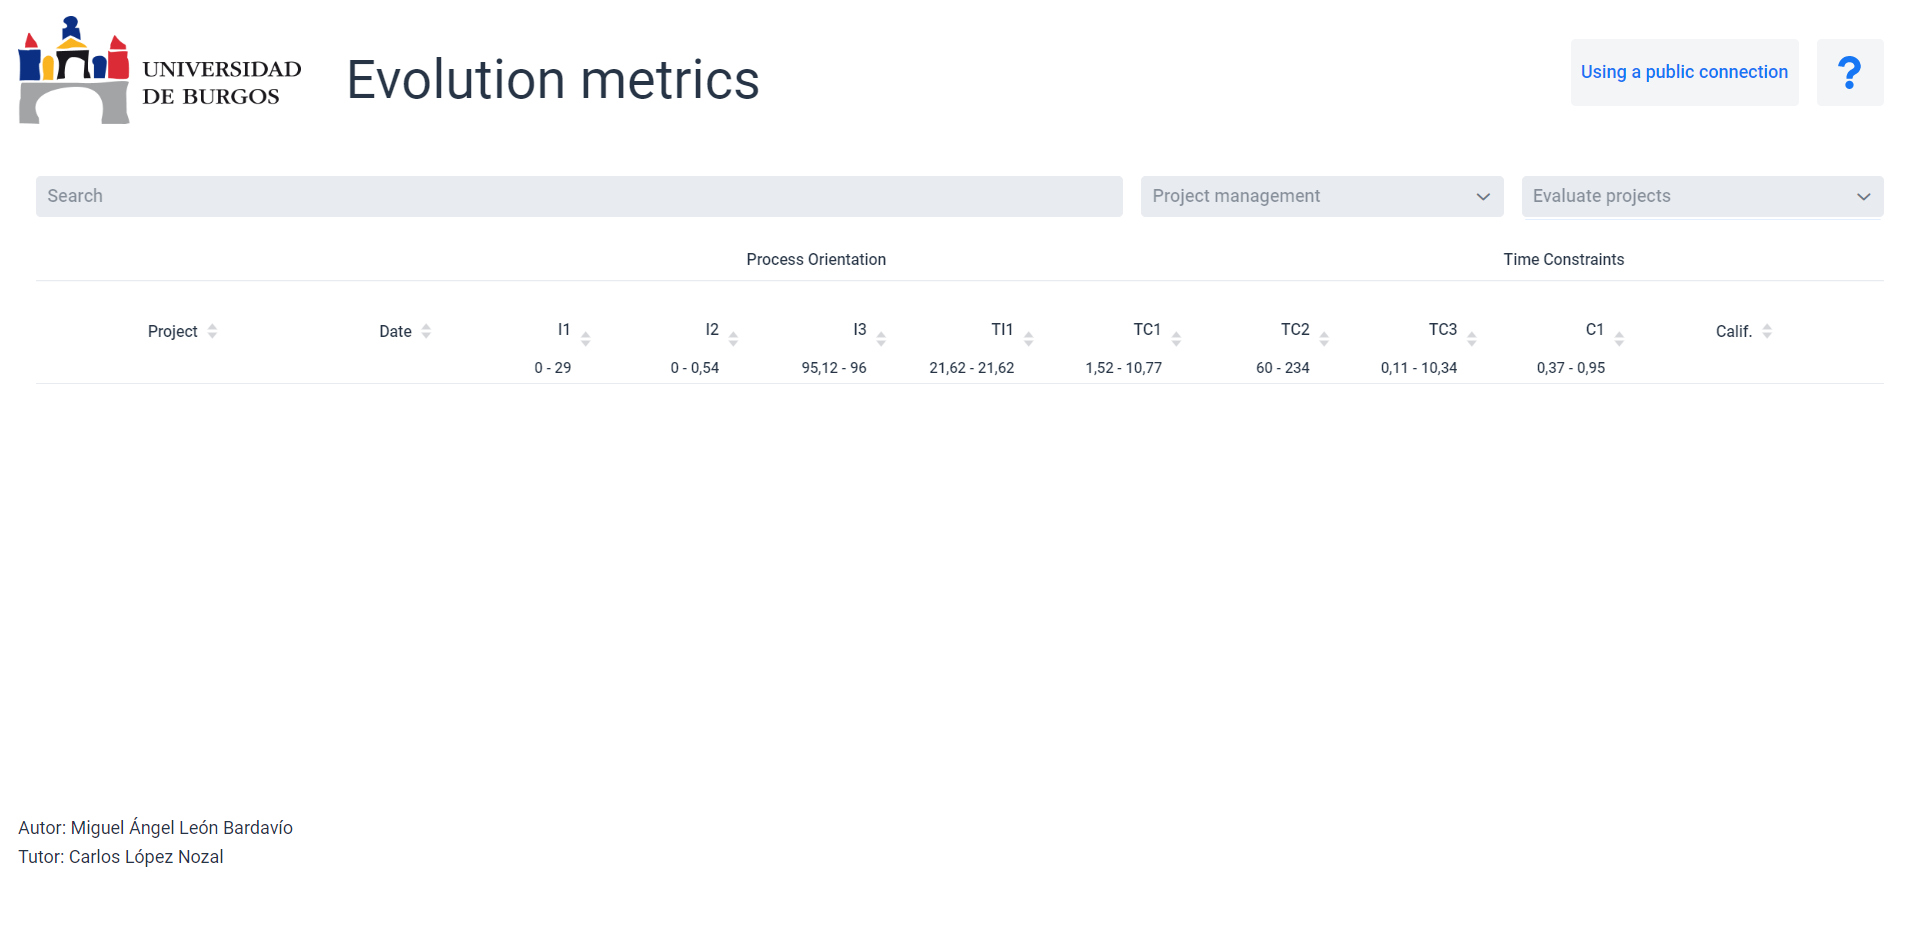 UNIVERSIDAD
DE BURGOS
Evolution metrics
Using a public connection
?
Search
Project management
Evaluate projects
Process Orientation
Time Constraints
Project
Date
I1
I2
I3
TI1
TC1
TC2
TC3
C1
Calif.
0 - 29
0 - 0,54
95,12 - 96
21,62 - 21,62
1,52 - 10,77
60 - 234
0,11 - 10,34
0,37 - 0,95
Autor: Miguel Ángel León Bardavío
Tutor: Carlos López Nozal